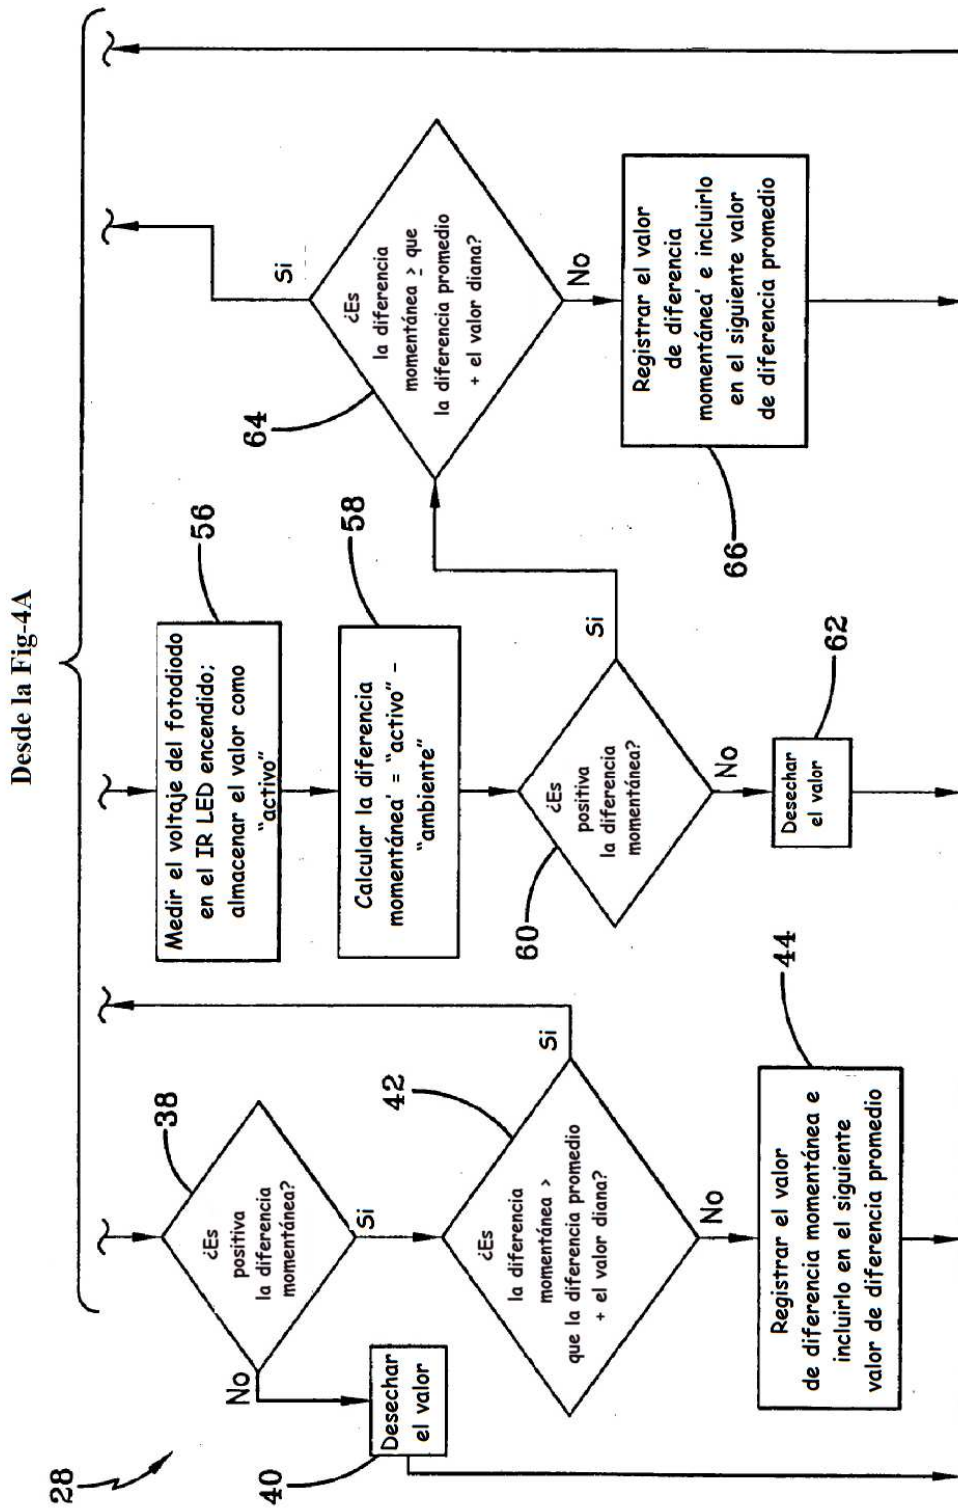 Desde la Fig-4A
28
¿Es
positiva
la diferencia
momentánea?
38
No
Si
Desechar
el valor
40
¿Es
la diferencia
momentánea >
que la diferencia promedio
+ el valor diana?
42
Si
No
Registrar el valor
de diferencia momentánea e
incluirlo en el siguiente
valor de diferencia promedio
44
Medir el voltaje del fotodiodo
en el IR LED encendido;
almacenar el valor como
“activo”
56
Calcular la diferencia
momentánea' = “activo” -
“ambiente”
58
¿Es
positiva
la diferencia
momentánea?
60
Si
No
Desechar
el valor
62
¿Es
la diferencia
momentánea ≥ que
la diferencia promedio
+ el valor diana?
64
Si
No
Registrar el valor
de diferencia
momentánea' e incluirlo
en el siguiente valor
de diferencia promedio
66